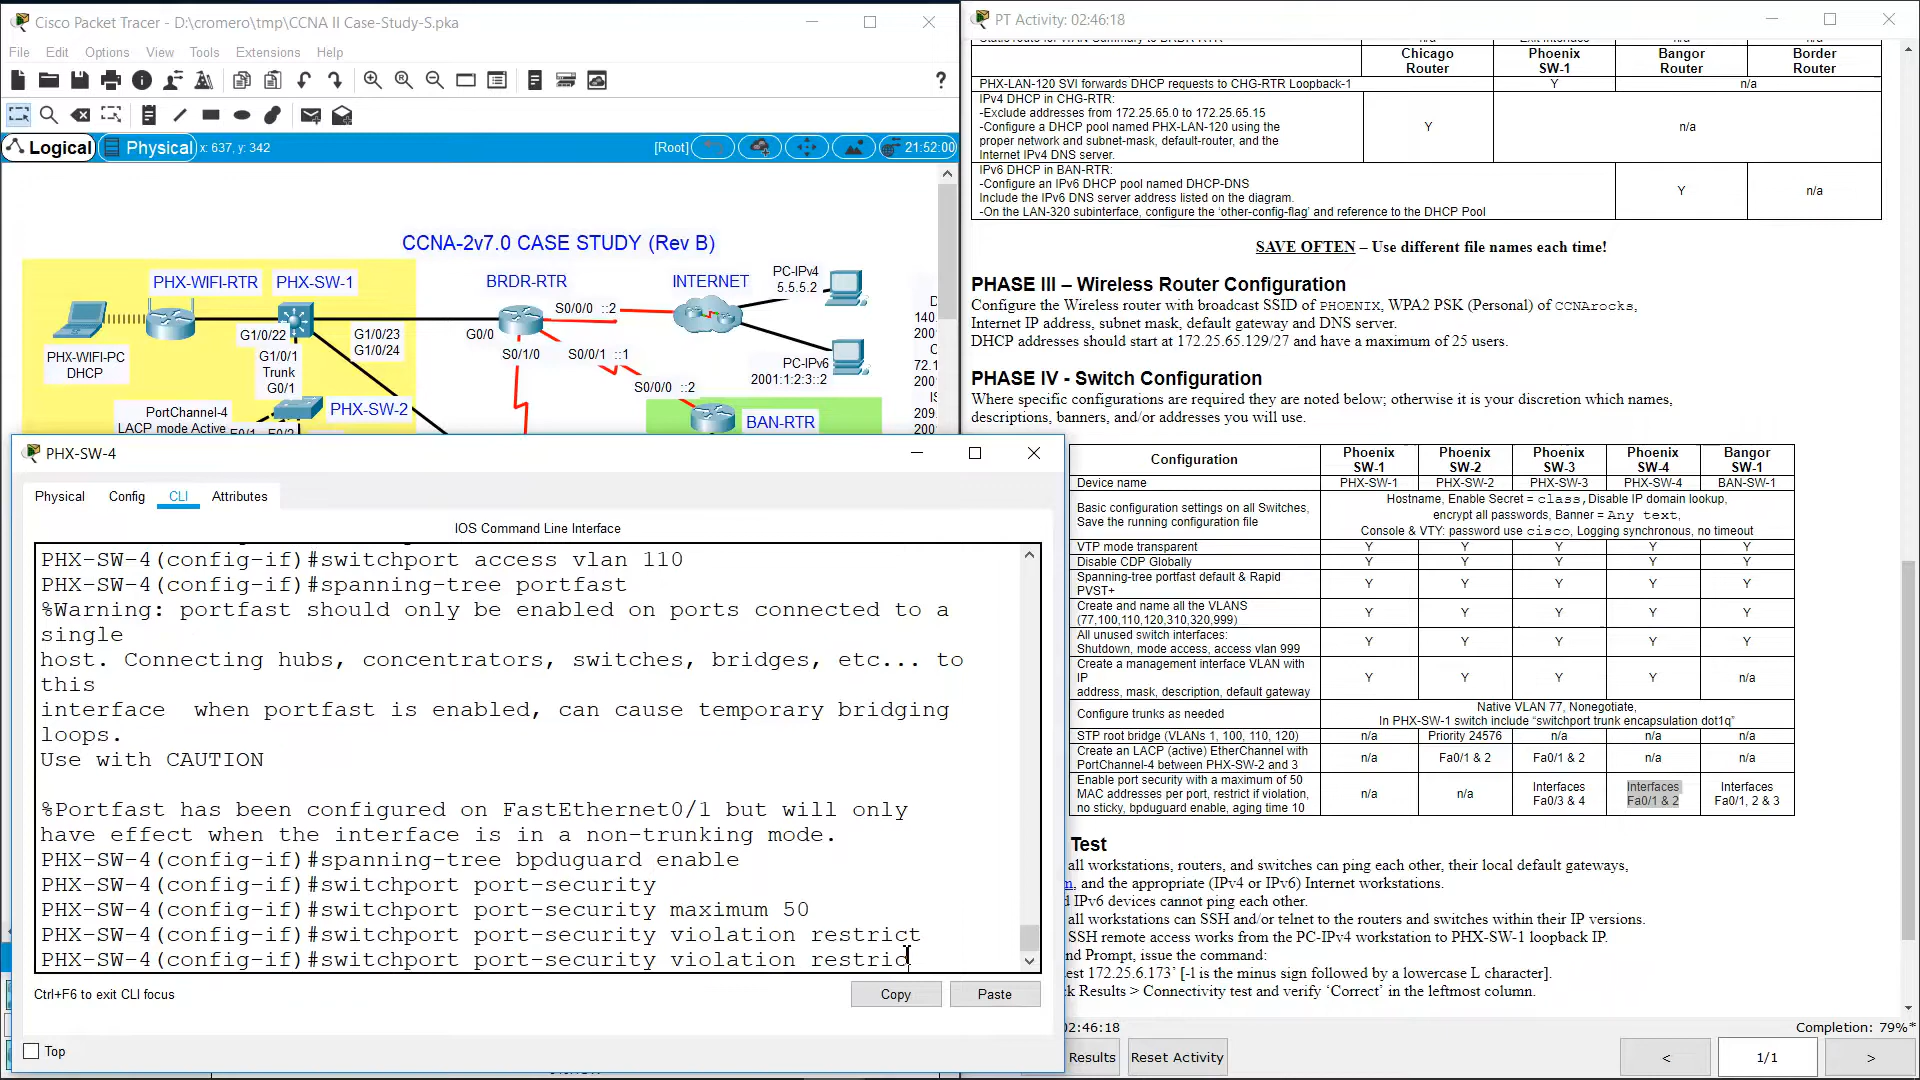 Cisco Packet Tracer - D:\cromero\tmp\CCNA II Case-Study-S.pka
File Edit Options View Tools Extensions Help
?
Logical Physical x: 637, y: 342 [Root] 21:52:00
CCNA-2v7.0 CASE STUDY (Rev B)
PHX-WIFI-RTR
PHX-SW-1
BRDR-RTR
INTERNET
PC-IPv4
5.5.5.2
S0/0/0 ::2
G1/0/22
G1/0/23
G1/0/24
G0/0
G1/0/1
Trunk
G0/1
S0/1/0
S0/0/1 ::1
PHX-WIFI-PC
DHCP
PC-IPv6
2001:1:2:3::2
S0/0/0 ::2
PortChannel-4
LACP mode Active
PHX-SW-2
BAN-RTR
D
140.
2001
C
72.1
2001
IS
209.
PHX-SW-4
Physical Config CLI Attributes
IOS Command Line Interface
PHX-SW-4(config-if)#switchport access vlan 110
PHX-SW-4(config-if)#spanning-tree portfast
%Warning: portfast should only be enabled on ports connected to a
single
host. Connecting hubs, concentrators, switches, bridges, etc... to
this
interface  when portfast is enabled, can cause temporary bridging
loops.
Use with CAUTION
%Portfast has been configured on FastEthernet0/1 but will only
have effect when the interface is in a non-trunking mode.
PHX-SW-4(config-if)#spanning-tree bpduguard enable
PHX-SW-4(config-if)#switchport port-security
PHX-SW-4(config-if)#switchport port-security maximum 50
PHX-SW-4(config-if)#switchport port-security violation restrict
PHX-SW-4(config-if)#switchport port-security violation restric
Ctrl+F6 to exit CLI focus
Copy
Paste
Top
PT Activity: 02:46:18
Chicago Router
Phoenix SW-1
Bangor Router
Border Router
PHX-LAN-120 SVI forwards DHCP requests to CHG-RTR Loopback-1 Y n/a
IPv4 DHCP in CHG-RTR:
-Exclude addresses from 172.25.65.0 to 172.25.65.15
-Configure a DHCP pool named PHX-LAN-120 using the
proper network and subnet-mask, default-router, and the
Internet IPv4 DNS server.
Y n/a
IPv6 DHCP in BAN-RTR:
-Configure an IPv6 DHCP pool named DHCP-DNS
Include the IPv6 DNS server address listed on the diagram.
-On the LAN-320 subinterface, configure the 'other-config-flag' and reference to the DHCP Pool
Y n/a
SAVE OFTEN – Use different file names each time!
PHASE III – Wireless Router Configuration
Configure the Wireless router with broadcast SSID of PHOENIX, WPA2 PSK (Personal) of CCNArocks,
Internet IP address, subnet mask, default gateway and DNS server.
DHCP addresses should start at 172.25.65.129/27 and have a maximum of 25 users.
PHASE IV - Switch Configuration
Where specific configurations are required they are noted below; otherwise it is your discretion which names,
descriptions, banners, and/or addresses you will use.
Configuration
Phoenix SW-1
Phoenix SW-2
Phoenix SW-3
Phoenix SW-4
Bangor SW-1
Device name PHX-SW-1 PHX-SW-2 PHX-SW-3 PHX-SW-4 BAN-SW-1
Basic configuration settings on all Switches,
Save the running configuration file
Hostname, Enable Secret = class, Disable IP domain lookup,
encrypt all passwords, Banner = Any text,
Console & VTY: password use cisco, Logging synchronous, no timeout
VTP mode transparent Y Y Y Y Y
Disable CDP Globally Y Y Y Y Y
Spanning-tree portfast default & Rapid
PVST+
Y Y Y Y Y
Create and name all the VLANS
(77,100,110,120,310,320,999)
Y Y Y Y Y
All unused switch interfaces:
Shutdown, mode access, access vlan 999
Y Y Y Y Y
Create a management interface VLAN with
IP
address, mask, description, default gateway
Y Y Y Y n/a
Configure trunks as needed
Native VLAN 77, Nonegotiate,
In PHX-SW-1 switch include “switchport trunk encapsulation dot1q”
STP root bridge (VLANs 1, 100, 110, 120) n/a Priority 24576 n/a n/a n/a
Create an LACP (active) EtherChannel with
PortChannel-4 between PHX-SW-2 and 3
n/a Fa0/1 & 2 Fa0/1 & 2 n/a n/a
Enable port security with a maximum of 50
MAC addresses per port, restrict if violation,
no sticky, bpduguard enable, aging time 10
n/a n/a
Interfaces
Fa0/3 & 4
Interfaces
Fa0/1 & 2
Interfaces
Fa0/1, 2 & 3
Test
all workstations, routers, and switches can ping each other, their local default gateways,
m, and the appropriate (IPv4 or IPv6) Internet workstations.
d IPv6 devices cannot ping each other.
all workstations can SSH and/or telnet to the routers and switches within their IP versions.
SSH remote access works from the PC-IPv4 workstation to PHX-SW-1 loopback IP.
nd Prompt, issue the command:
est 172.25.6.173’ [-l is the minus sign followed by a lowercase L character].
ck Results > Connectivity test and verify ‘Correct’ in the leftmost column.
02:46:18
Completion: 79%*
Results
Reset Activity
<
1/1
>